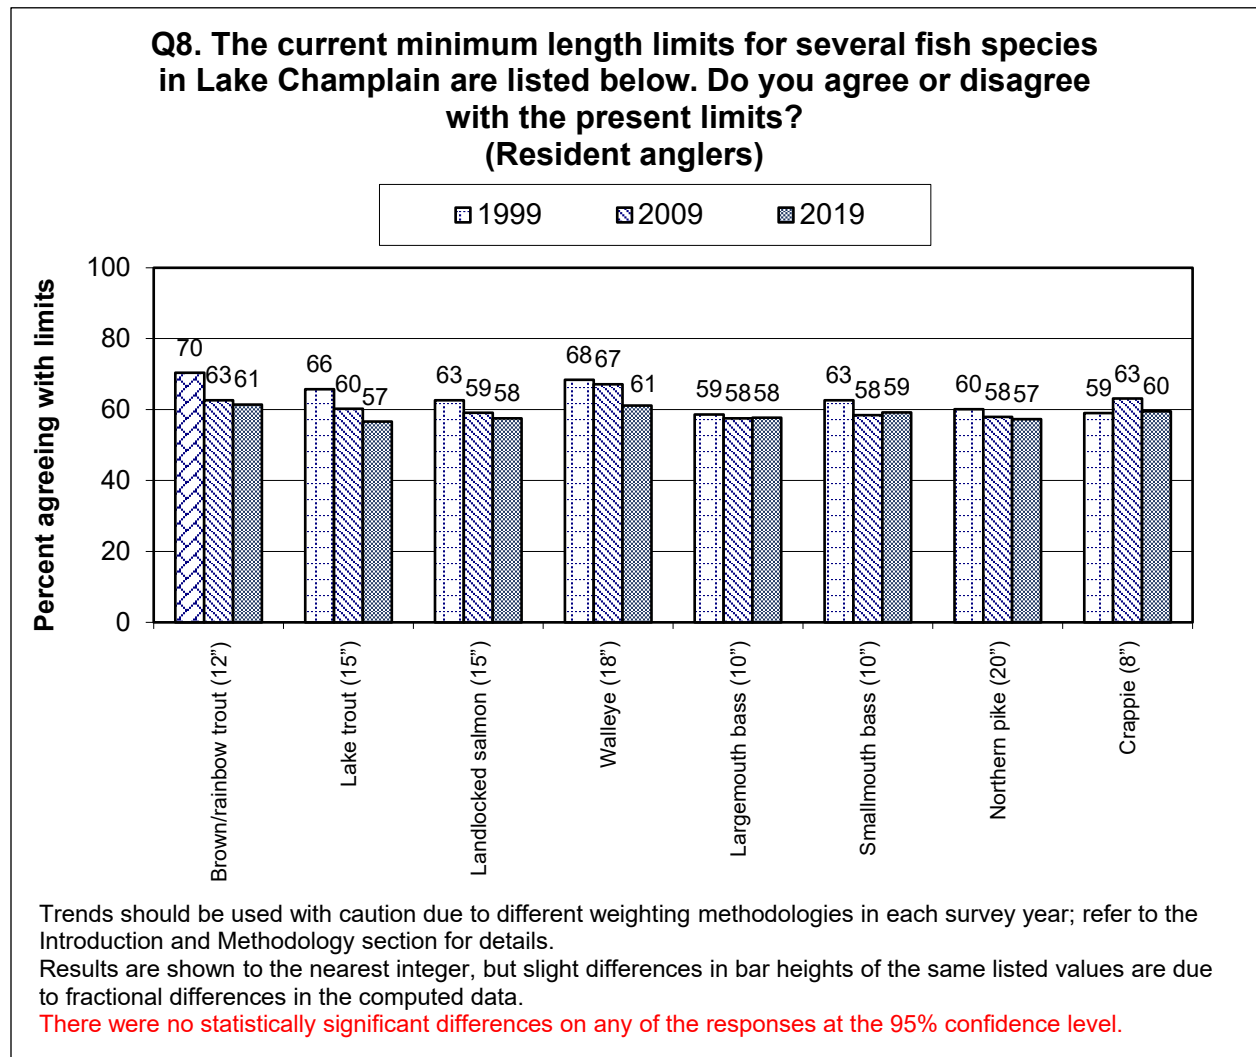 Q8. The current minimum length limits for several fish species
in Lake Champlain are listed below. Do you agree or disagree
with the present limits?
(Resident anglers)
1999 2009 2019
Percent agreeing with limits
100
80
60
40
20
0
70 63 61
66 60 57
63 59 58
68 67 61
59 58 58
63 58 59
60 58 57
59 63 60
Brown/rainbow trout (12”)
Lake trout (15”)
Landlocked salmon (15”)
Walleye (18”)
Largemouth bass (10”)
Smallmouth bass (10”)
Northern pike (20”)
Crappie (8”)
Trends should be used with caution due to different weighting methodologies in each survey year; refer to the
Introduction and Methodology section for details.
Results are shown to the nearest integer, but slight differences in bar heights of the same listed values are due
to fractional differences in the computed data.
There were no statistically significant differences on any of the responses at the 95% confidence level.